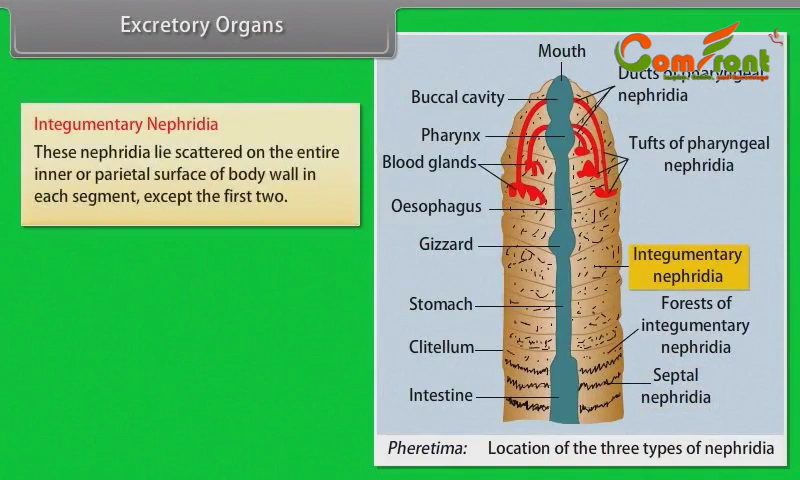 Excretory Organs
ComFront
Integumentary Nephridia
These nephridia lie scattered on the entire
inner or parietal surface of body wall in
each segment, except the first two.
Mouth
Buccal cavity
Pharynx
Blood glands
Oesophagus
Gizzard
Stomach
Clitellum
Intestine
Ducts of pharyngeal
nephridia
Tufts of pharyngeal
nephridia
Integumentary
nephridia
Forests of
integumentary
nephridia
Septal
nephridia
Pheretima: Location of the three types of nephridia